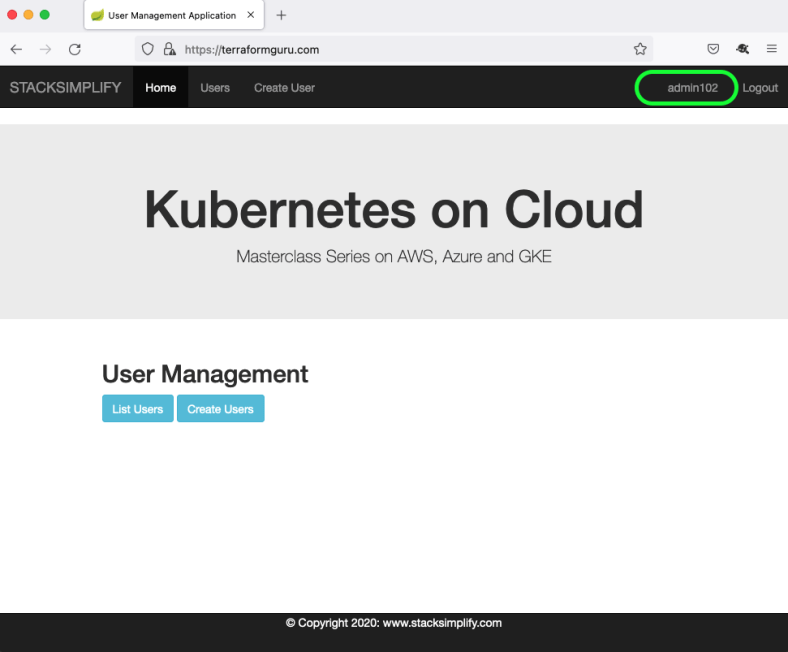 User Management Application
https://terraformguru.com
STACKSIMPLIFY Home Users Create User admin102 Logout
Kubernetes on Cloud
Masterclass Series on AWS, Azure and GKE
User Management
List Users Create Users
© Copyright 2020: www.stacksimplify.com